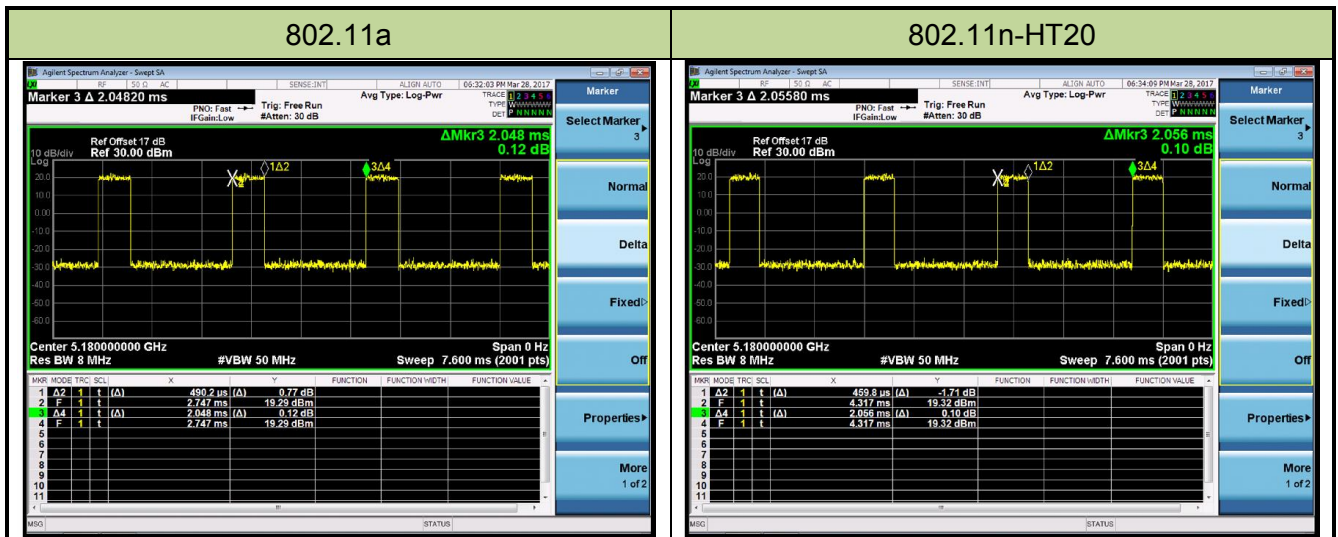 802.11a
Agilent Spectrum Analyzer - Swept SA
RF 50 Ω AC SENSE:INT ALIGN AUTO 06:32:03 PM Mar 28, 2017
Marker 3 Δ 2.04820 ms
PNO: Fast
IFGain:Low
Trig: Free Run
#Atten: 30 dB
Avg Type: Log-Pwr
TRACE 1 2 3 4 5 6
TYPE W
DET P N N N N N
Ref Offset 17 dB
Ref 30.00 dBm
10 dB/div
Log
ΔMkr3 2.048 ms
0.12 dB
20.0
10.0
0.00
-10.0
-20.0
-30.0
-40.0
-50.0
-60.0
1Δ2
3Δ4
Center 5.180000000 GHz Span 0 Hz
Res BW 8 MHz #VBW 50 MHz Sweep 7.600 ms (2001 pts)
MKR MODE TRC SCL X Y FUNCTION FUNCTION WIDTH FUNCTION VALUE
1 Δ2 1 t (Δ) 490.2 µs (Δ) 0.77 dB
2 F 1 t 2.747 ms 19.29 dBm
3 Δ4 1 t (Δ) 2.048 ms (Δ) 0.12 dB
4 F 1 t 2.747 ms 19.29 dBm
5
6
7
8
9
10
11
MSG STATUS
Marker
Select Marker
3
Normal
Delta
Fixed
Off
Properties
More
1 of 2
802.11n-HT20
Agilent Spectrum Analyzer - Swept SA
RF 50 Ω AC SENSE:INT ALIGN AUTO 06:34:09 PM Mar 28, 2017
Marker 3 Δ 2.05580 ms
PNO: Fast
IFGain:Low
Trig: Free Run
#Atten: 30 dB
Avg Type: Log-Pwr
TRACE 1 2 3 4 5 6
TYPE W
DET P N N N N N
Ref Offset 17 dB
Ref 30.00 dBm
10 dB/div
Log
ΔMkr3 2.056 ms
0.10 dB
20.0
10.0
0.00
-10.0
-20.0
-30.0
-40.0
-50.0
-60.0
1Δ2
3Δ4
Center 5.180000000 GHz Span 0 Hz
Res BW 8 MHz #VBW 50 MHz Sweep 7.600 ms (2001 pts)
MKR MODE TRC SCL X Y FUNCTION FUNCTION WIDTH FUNCTION VALUE
1 Δ2 1 t (Δ) 459.8 µs (Δ) -1.71 dB
2 F 1 t 4.317 ms 19.32 dBm
3 Δ4 1 t (Δ) 2.056 ms (Δ) 0.10 dB
4 F 1 t 4.317 ms 19.32 dBm
5
6
7
8
9
10
11
MSG STATUS
Marker
Select Marker
3
Normal
Delta
Fixed
Off
Properties
More
1 of 2